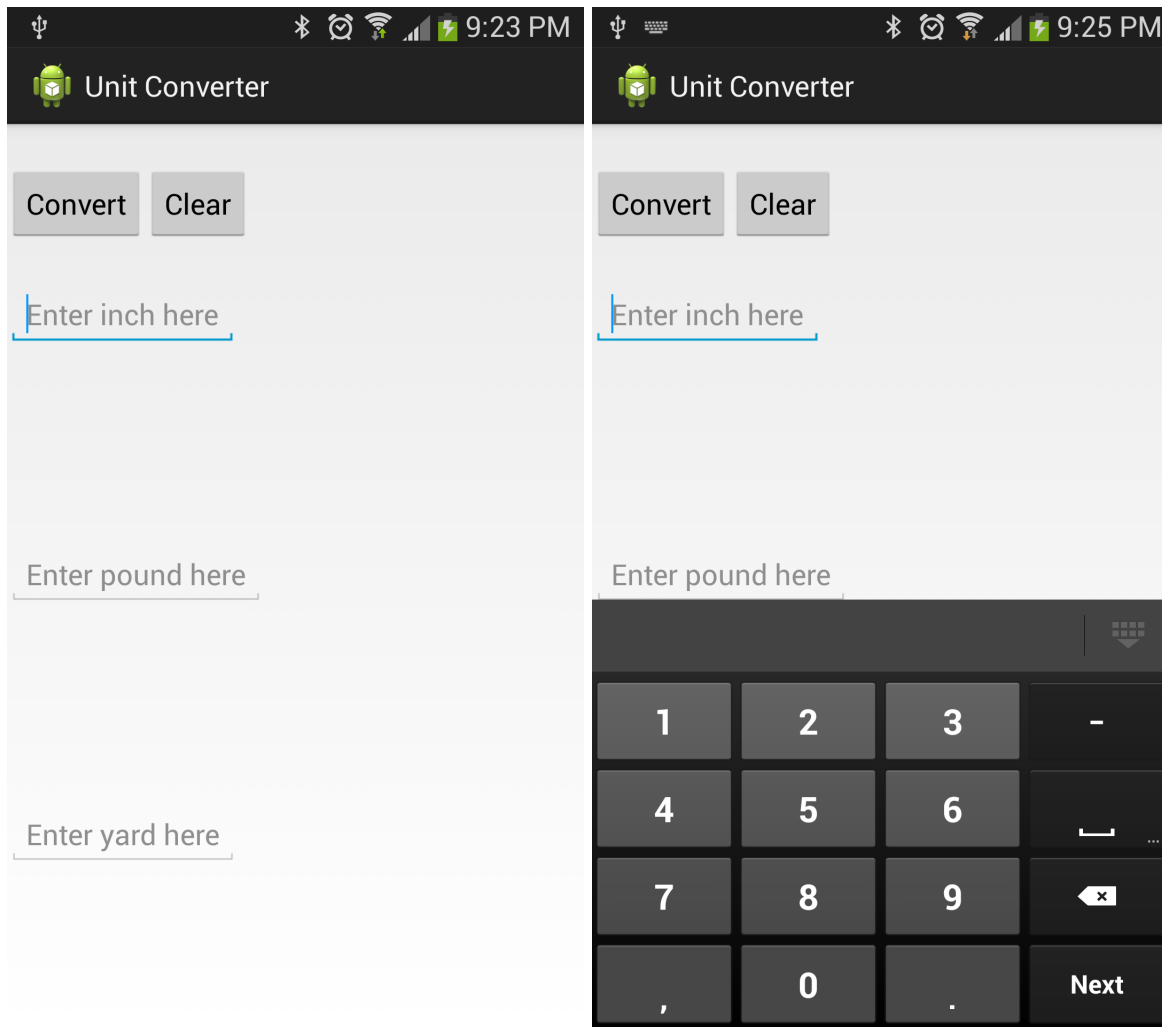 9:23 PM
Unit Converter
Convert Clear
Enter inch here
Enter pound here
Enter yard here
9:25 PM
Unit Converter
Convert Clear
Enter inch here
Enter pound here
1 2 3 -
4 5 6 ...
7 8 9
, 0 . Next